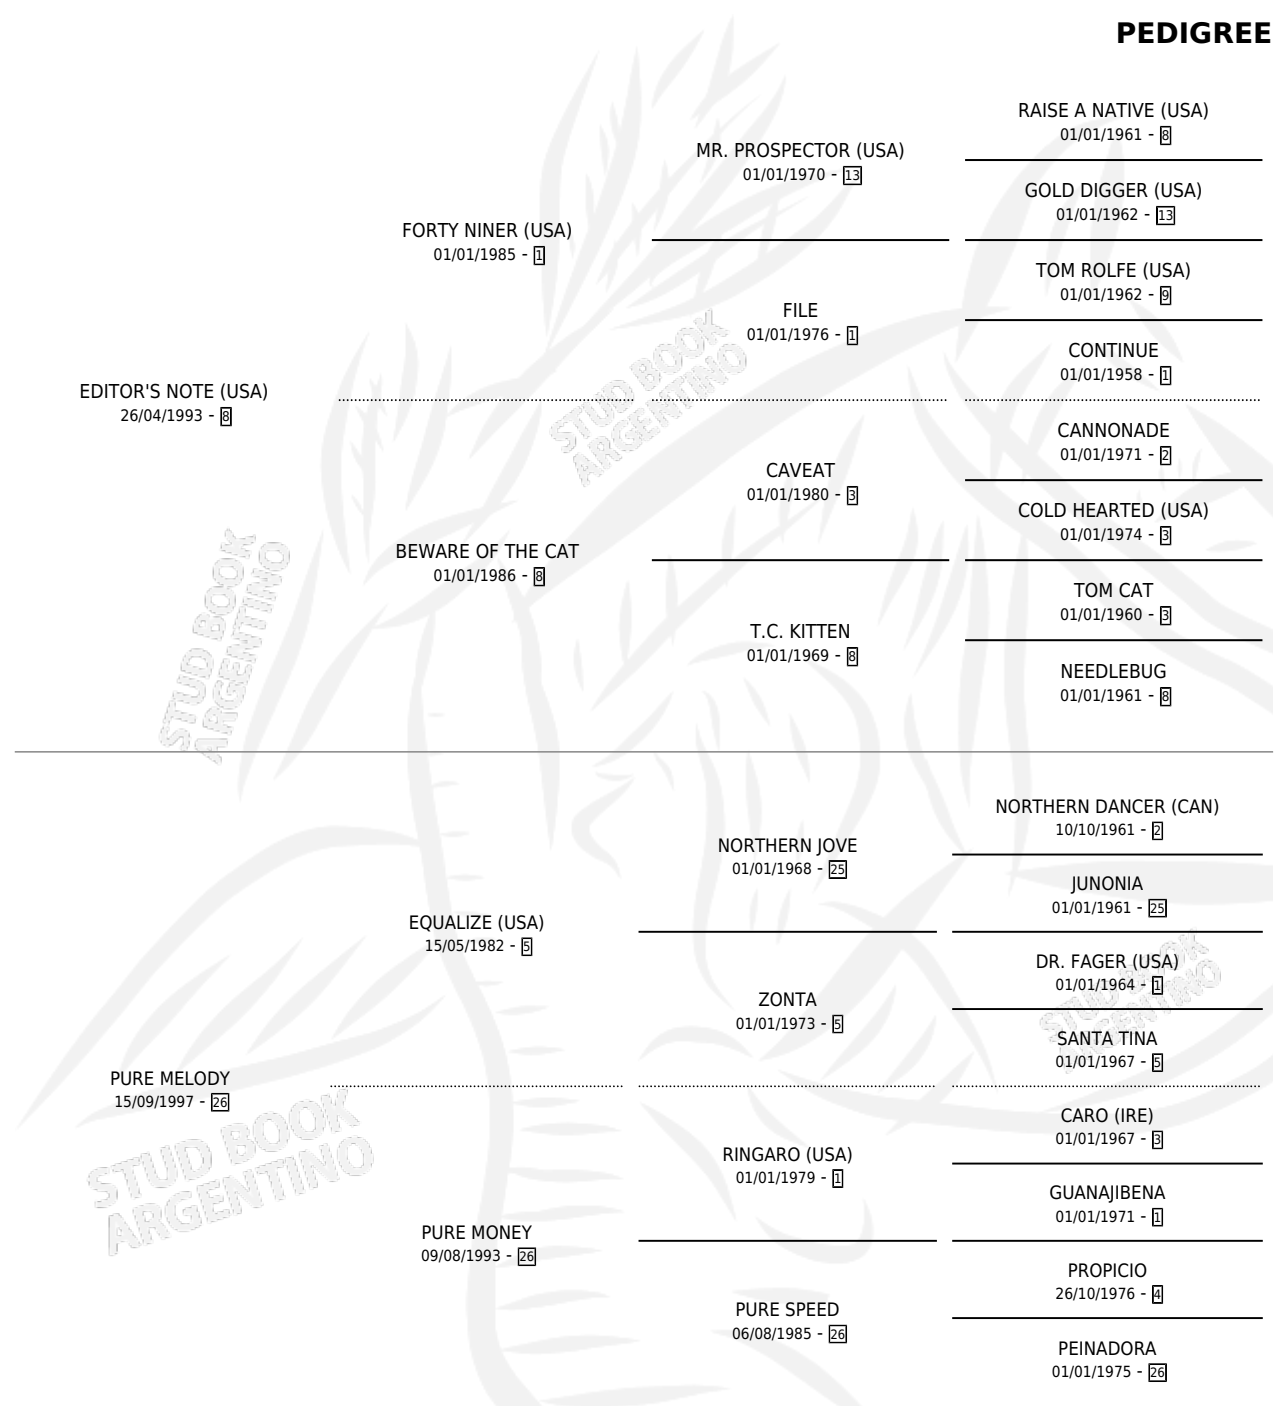 PEDIGREE
RAISE A NATIVE (USA)
01/01/1961 - 8
MR. PROSPECTOR (USA)
01/01/1970 - 13
GOLD DIGGER (USA)
01/01/1962 - 13
FORTY NINER (USA)
01/01/1985 - 1
TOM ROLFE (USA)
01/01/1962 - 9
FILE
01/01/1976 - 1
CONTINUE
01/01/1958 - 1
EDITOR'S NOTE (USA)
26/04/1993 - 8
CANNONADE
01/01/1971 - 2
CAVEAT
01/01/1980 - 3
COLD HEARTED (USA)
01/01/1974 - 3
BEWARE OF THE CAT
01/01/1986 - 8
TOM CAT
01/01/1960 - 3
T.C. KITTEN
01/01/1969 - 8
NEEDLEBUG
01/01/1961 - 8
NORTHERN DANCER (CAN)
10/10/1961 - 2
NORTHERN JOVE
01/01/1968 - 25
JUNONIA
01/01/1961 - 25
EQUALIZE (USA)
15/05/1982 - 5
DR. FAGER (USA)
01/01/1964 - 1
ZONTA
01/01/1973 - 5
SANTA TINA
01/01/1967 - 5
PURE MELODY
15/09/1997 - 26
CARO (IRE)
01/01/1967 - 3
RINGARO (USA)
01/01/1979 - 1
GUANAJIBENA
01/01/1971 - 1
PURE MONEY
09/08/1993 - 26
PROPICIO
26/10/1976 - 4
PURE SPEED
06/08/1985 - 26
PEINADORA
01/01/1975 - 26
STUD BOOK
ARGENTINO
STUD BOOK
ARGENTINO
STUD BOOK
ARGENTINO
STUD BOOK
ARGENTINO